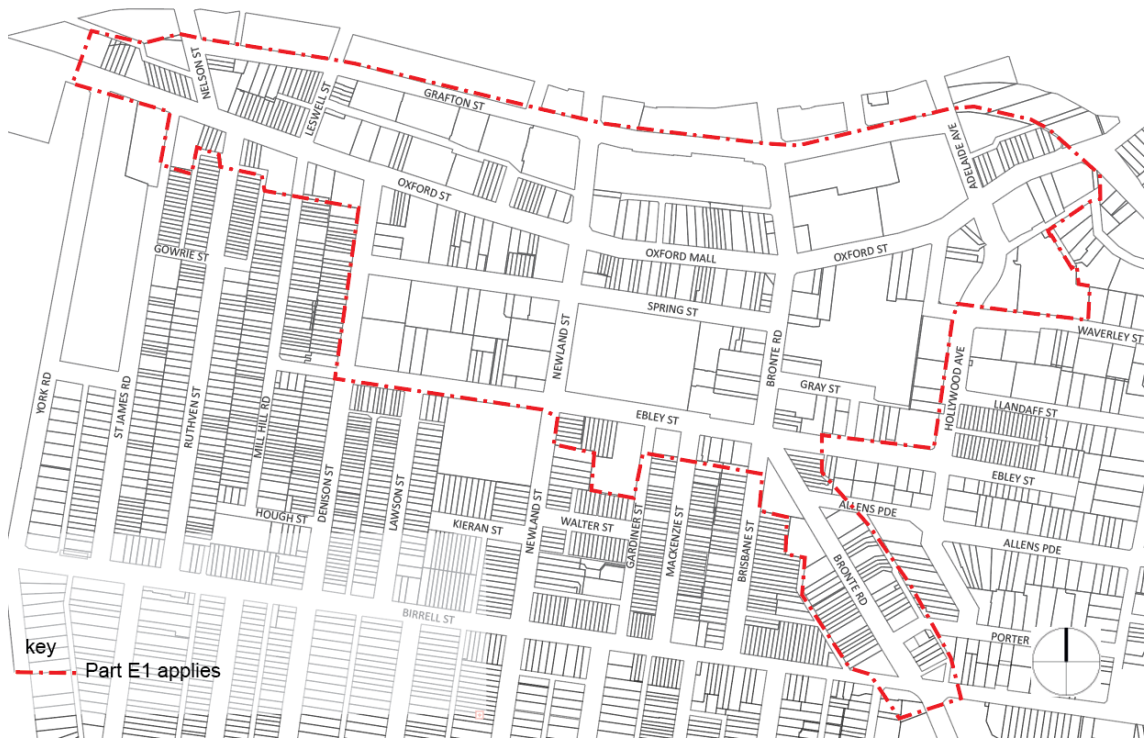 NELSON ST
LESWELL ST
GRAFTON ST
ADELAIDE AVE
OXFORD ST
OXFORD MALL
OXFORD ST
GOWRIE ST
SPRING ST
WAVERLEY ST
NEWLAND ST
BRONTE RD
HOLLYWOOD AVE
GRAY ST
LLANDAFF ST
YORK RD
ST JAMES RD
RUTHVEN ST
MILL HILL RD
EBLEY ST
EBLEY ST
DENISON ST
LAWSON ST
HOUGH ST
KIERAN ST
NEWLAND ST
WALTER ST
GARDINER ST
MACKENZIE ST
BRISBANE ST
ALLENS PDE
ALLENS PDE
BRONTE RD
BIRRELL ST
PORTER
key
Part E1 applies